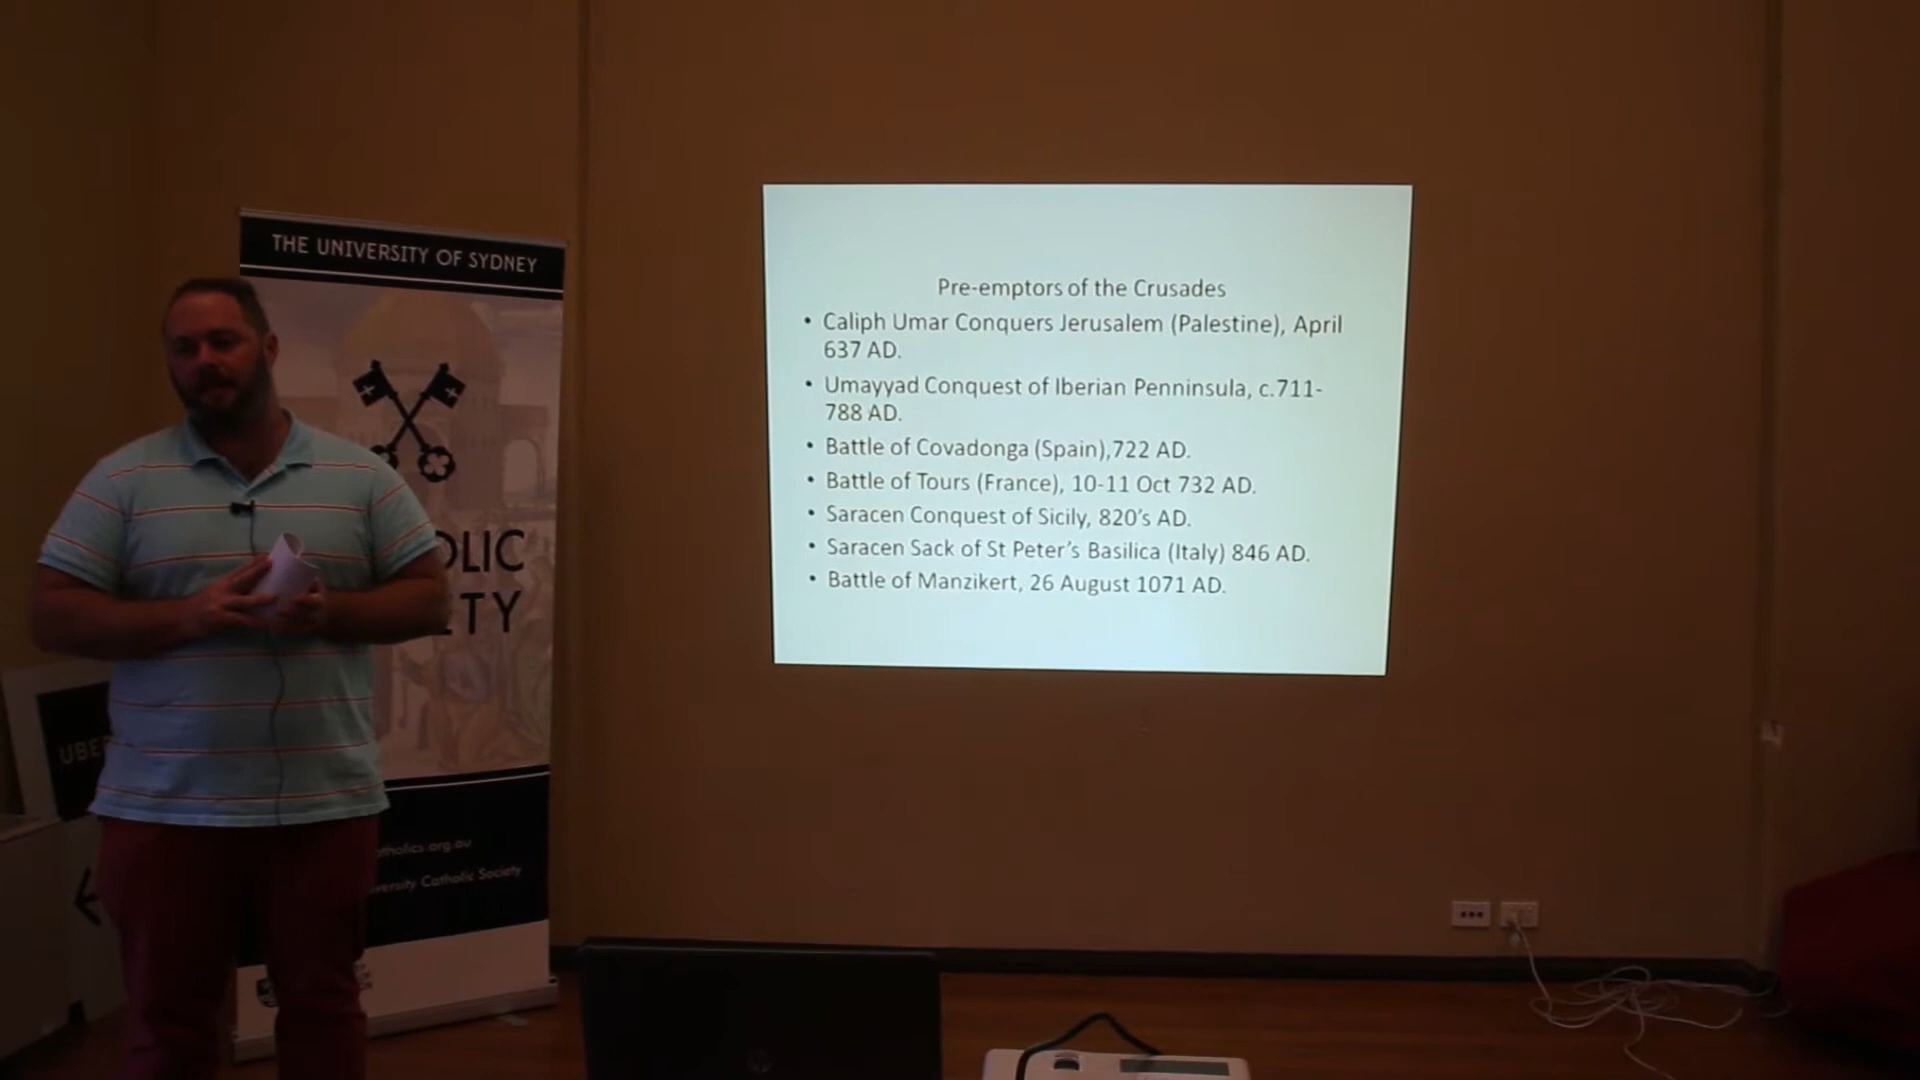 THE UNIVERSITY OF SYDNEY
OLIC
ETY
tholics.org.au
versity Catholic Society
UBE
Pre-emptors of the Crusades
• Caliph Umar Conquers Jerusalem (Palestine), April
637 AD.
• Umayyad Conquest of Iberian Penninsula, c.711-
788 AD.
• Battle of Covadonga (Spain),722 AD.
• Battle of Tours (France), 10-11 Oct 732 AD.
• Saracen Conquest of Sicily, 820's AD.
• Saracen Sack of St Peter's Basilica (Italy) 846 AD.
• Battle of Manzikert, 26 August 1071 AD.